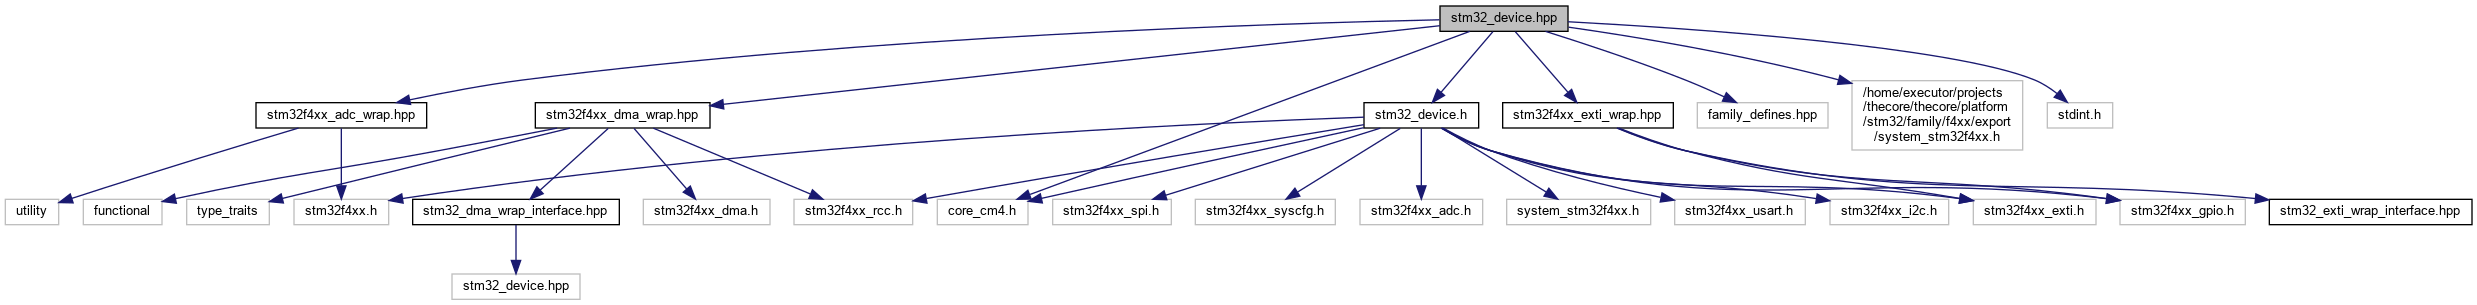 stm32_device.hpp
stm32f4xx_adc_wrap.hpp
stm32f4xx_dma_wrap.hpp
stm32_device.h
stm32f4xx_exti_wrap.hpp
family_defines.hpp
/home/executor/projects
/thecore/thecore/platform
/stm32/family/f4xx/export
/system_stm32f4xx.h
stdint.h
utility
functional
type_traits
stm32f4xx.h
stm32_dma_wrap_interface.hpp
stm32f4xx_dma.h
stm32f4xx_rcc.h
core_cm4.h
stm32f4xx_spi.h
stm32f4xx_syscfg.h
stm32f4xx_adc.h
system_stm32f4xx.h
stm32f4xx_usart.h
stm32f4xx_i2c.h
stm32f4xx_exti.h
stm32f4xx_gpio.h
stm32_exti_wrap_interface.hpp
stm32_device.hpp